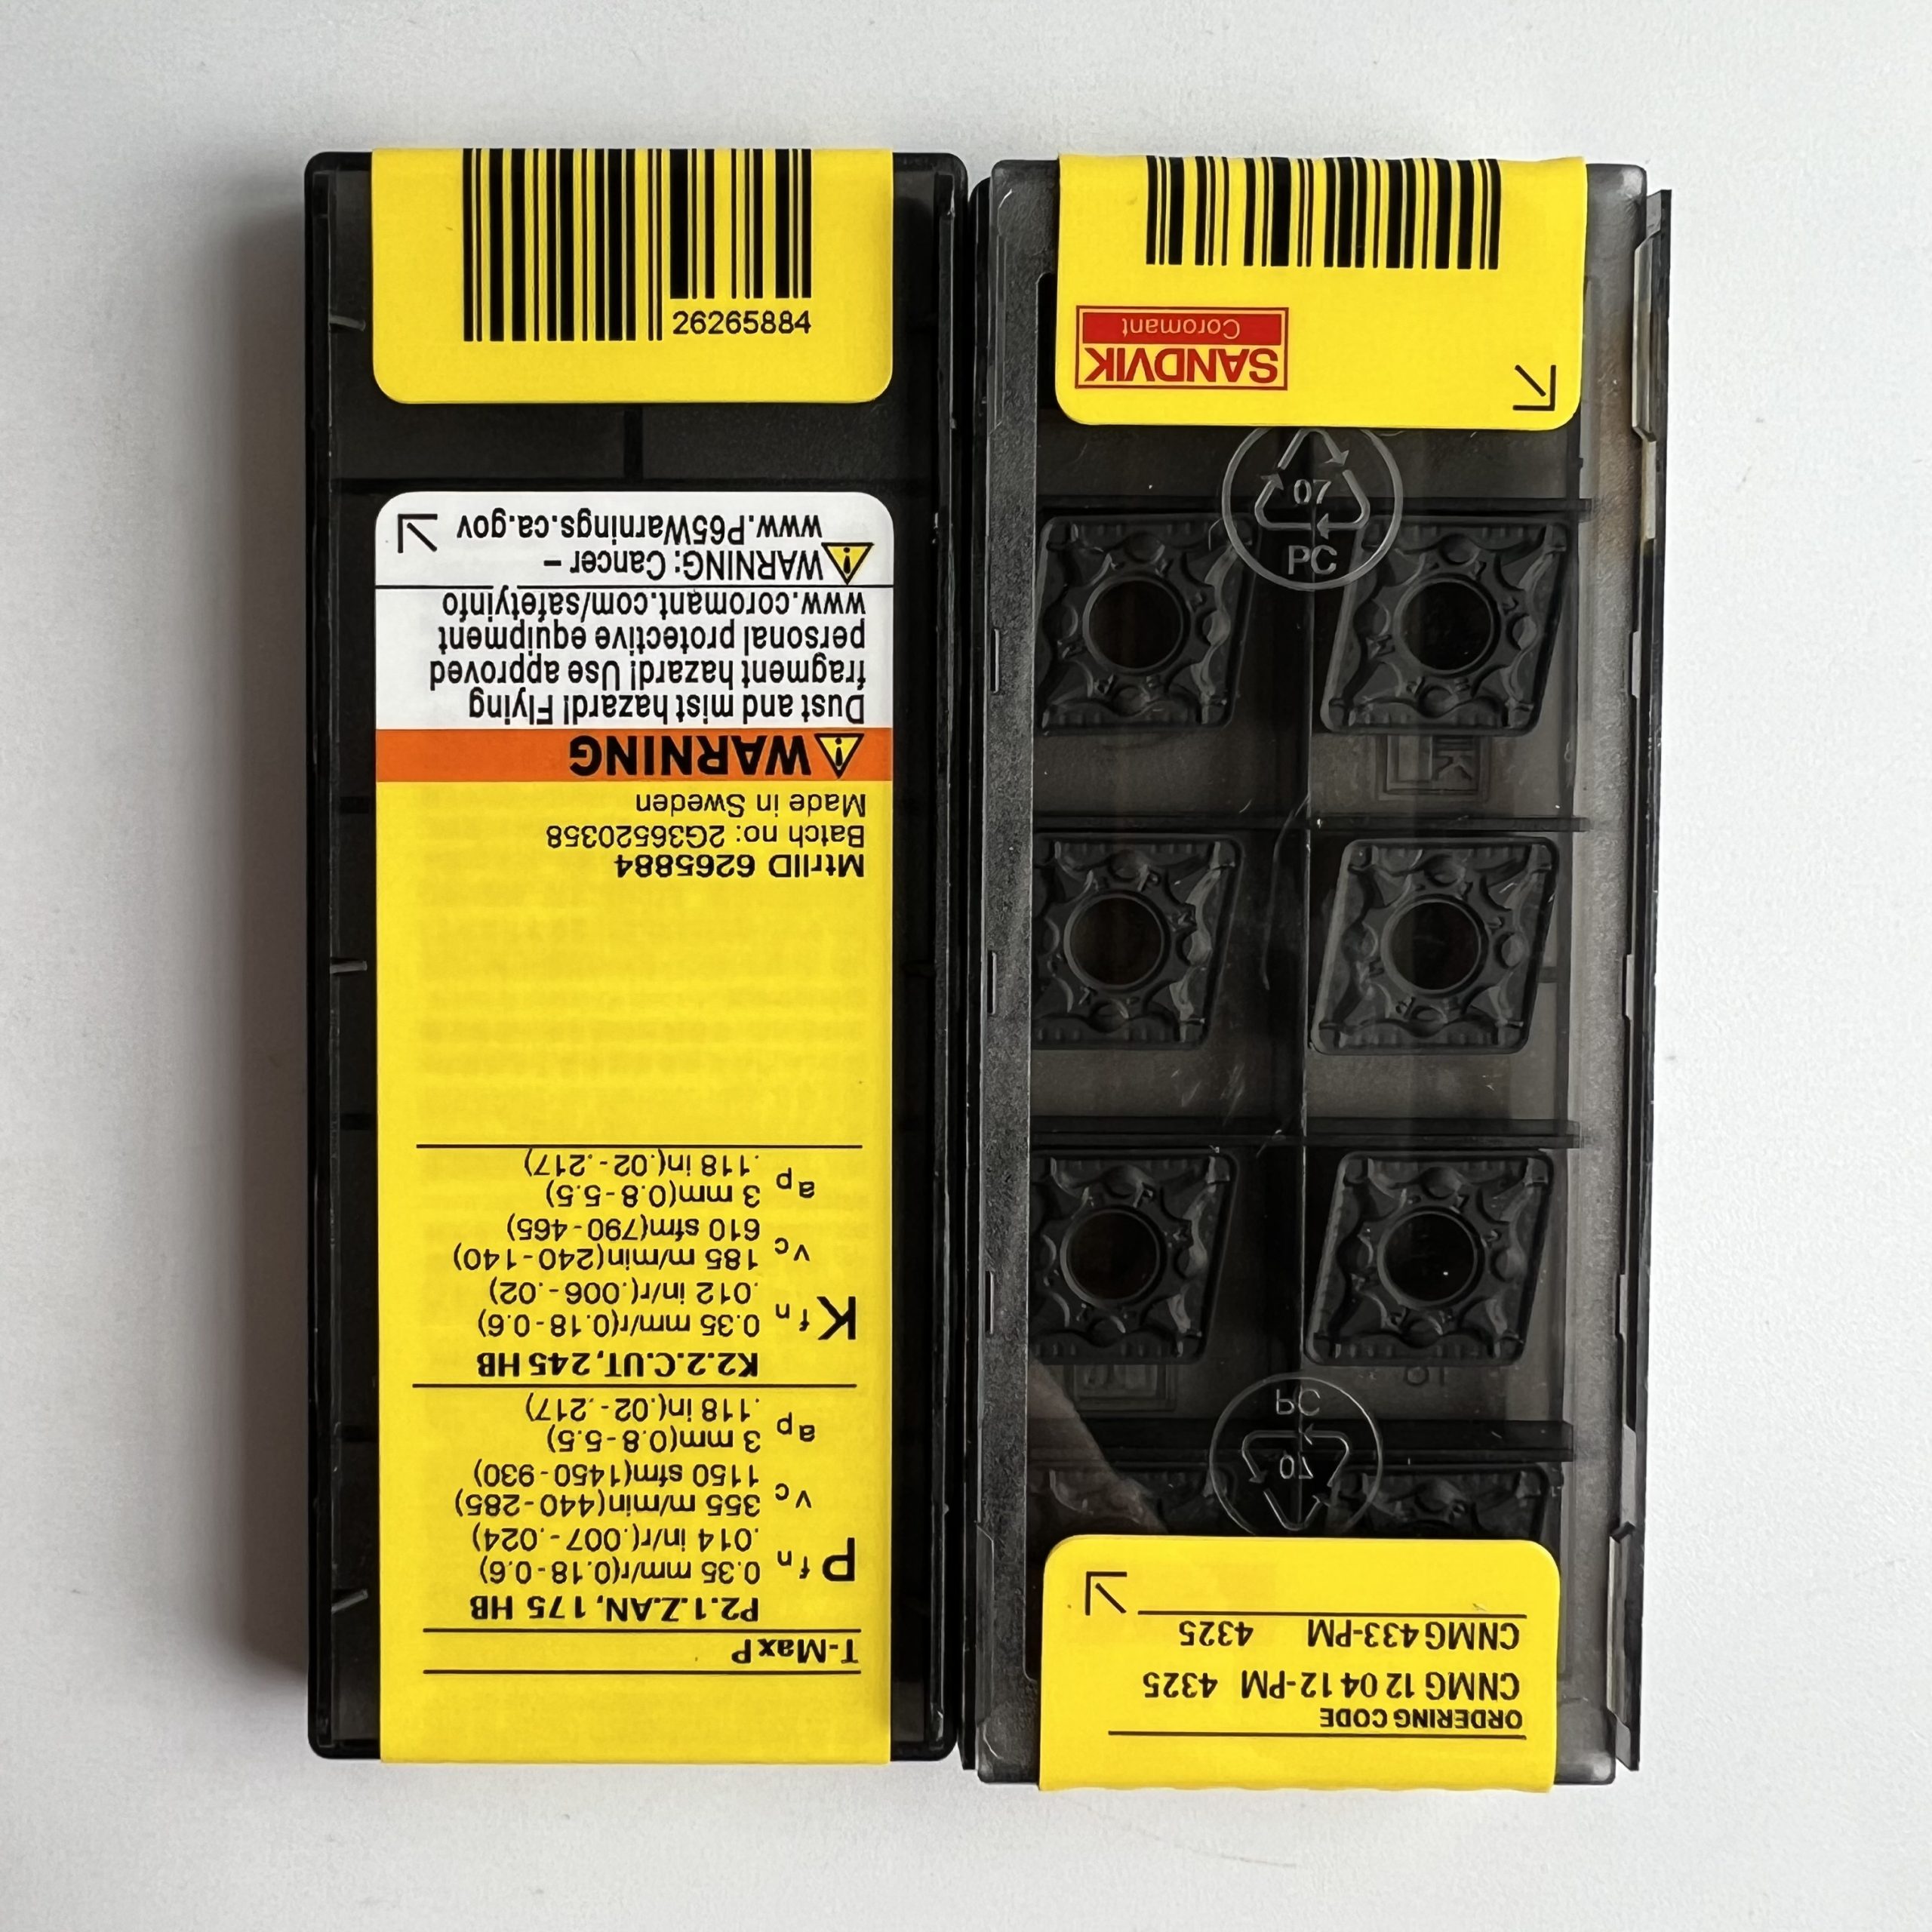 26265884
T-Max P
P2.1.Z.AN, 175 HB
P fn 0.35 mm/r(0.18-0.6)
.014 in/r(.007-.024)
vc 355 m/min(440-285)
1150 sfm(1450-930)
ap 3 mm(0.8-5.5)
.118 in(.02-.217)
K2.2.C.UT, 245 HB
K fn 0.35 mm/r(0.18-0.6)
.012 in/r(.006-.02)
vc 185 m/min(240-140)
610 sfm(790-465)
ap 3 mm(0.8-5.5)
.118 in(.02-.217)
MtrlID 6265884
Batch no: 2G36520358
Made in Sweden
WARNING
Dust and mist hazard! Flying
fragment hazard! Use approved
personal protective equipment
www.coromant.com/safetyinfo
WARNING: Cancer –
www.P65Warnings.ca.gov
ORDERING CODE
CNMG 12 04 12-PM 4325
CNMG 433-PM 4325
07
PC
07
PC
SANDVIK
Coromant